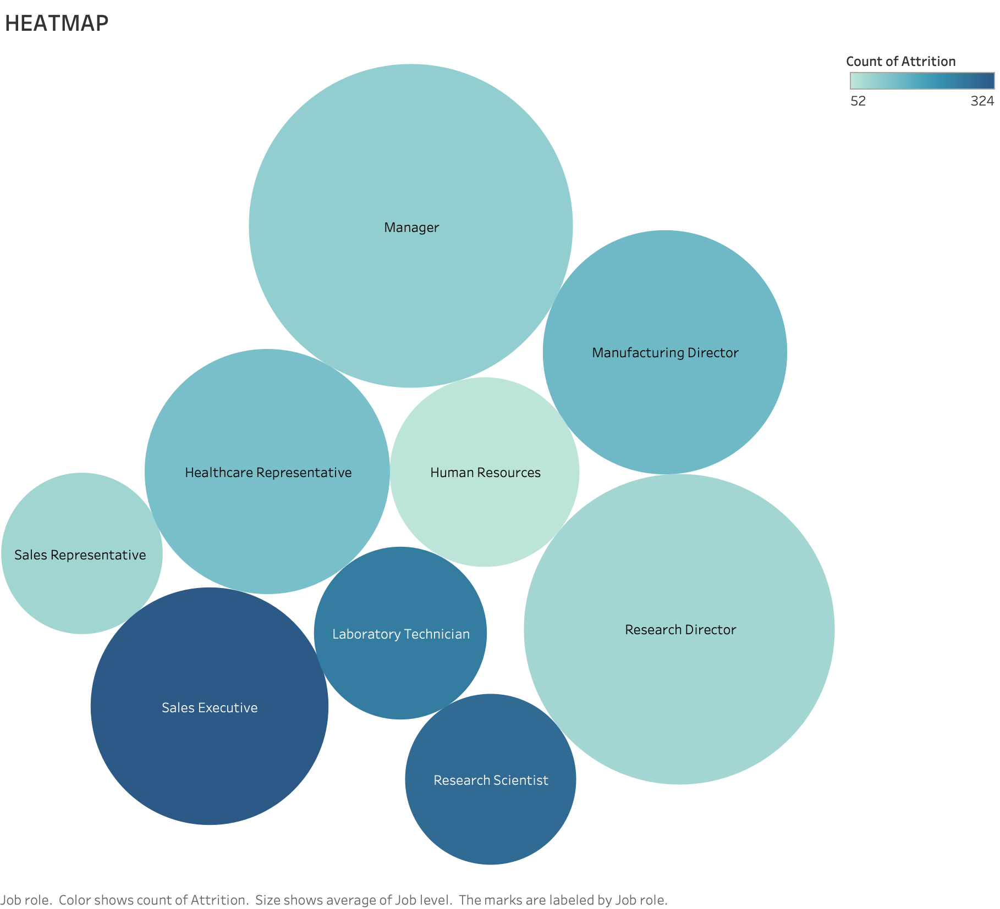 HEATMAP
Count of Attrition
52 324
Manager
Manufacturing Director
Healthcare Representative
Human Resources
Sales Representative
Research Director
Laboratory Technician
Sales Executive
Research Scientist
Job role.  Color shows count of Attrition.  Size shows average of Job level.  The marks are labeled by Job role.